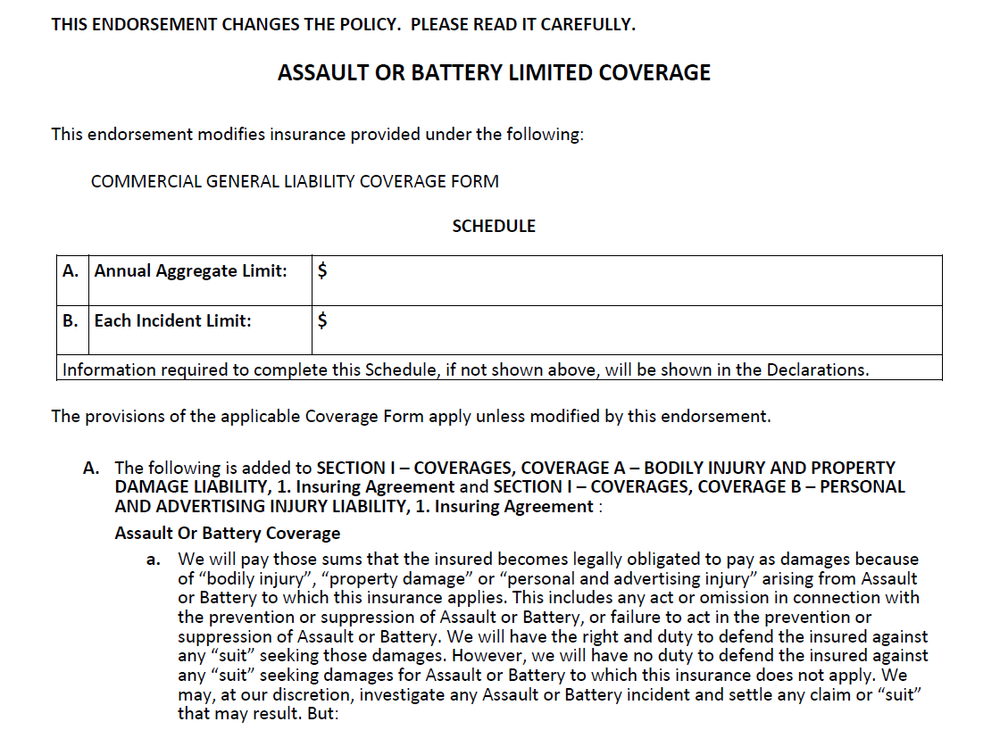 THIS ENDORSEMENT CHANGES THE POLICY.  PLEASE READ IT CAREFULLY.
ASSAULT OR BATTERY LIMITED COVERAGE
This endorsement modifies insurance provided under the following:
COMMERCIAL GENERAL LIABILITY COVERAGE FORM
SCHEDULE
A. Annual Aggregate Limit: $
B. Each Incident Limit: $
Information required to complete this Schedule, if not shown above, will be shown in the Declarations.
The provisions of the applicable Coverage Form apply unless modified by this endorsement.
A. The following is added to SECTION I – COVERAGES, COVERAGE A – BODILY INJURY AND PROPERTY
DAMAGE LIABILITY, 1. Insuring Agreement and SECTION I – COVERAGES, COVERAGE B – PERSONAL
AND ADVERTISING INJURY LIABILITY, 1. Insuring Agreement :
Assault Or Battery Coverage
a. We will pay those sums that the insured becomes legally obligated to pay as damages because
of “bodily injury”, “property damage” or “personal and advertising injury” arising from Assault
or Battery to which this insurance applies. This includes any act or omission in connection with
the prevention or suppression of Assault or Battery, or failure to act in the prevention or
suppression of Assault or Battery. We will have the right and duty to defend the insured against
any “suit” seeking those damages. However, we will have no duty to defend the insured against
any “suit” seeking damages for Assault or Battery to which this insurance does not apply. We
may, at our discretion, investigate any Assault or Battery incident and settle any claim or “suit”
that may result. But: